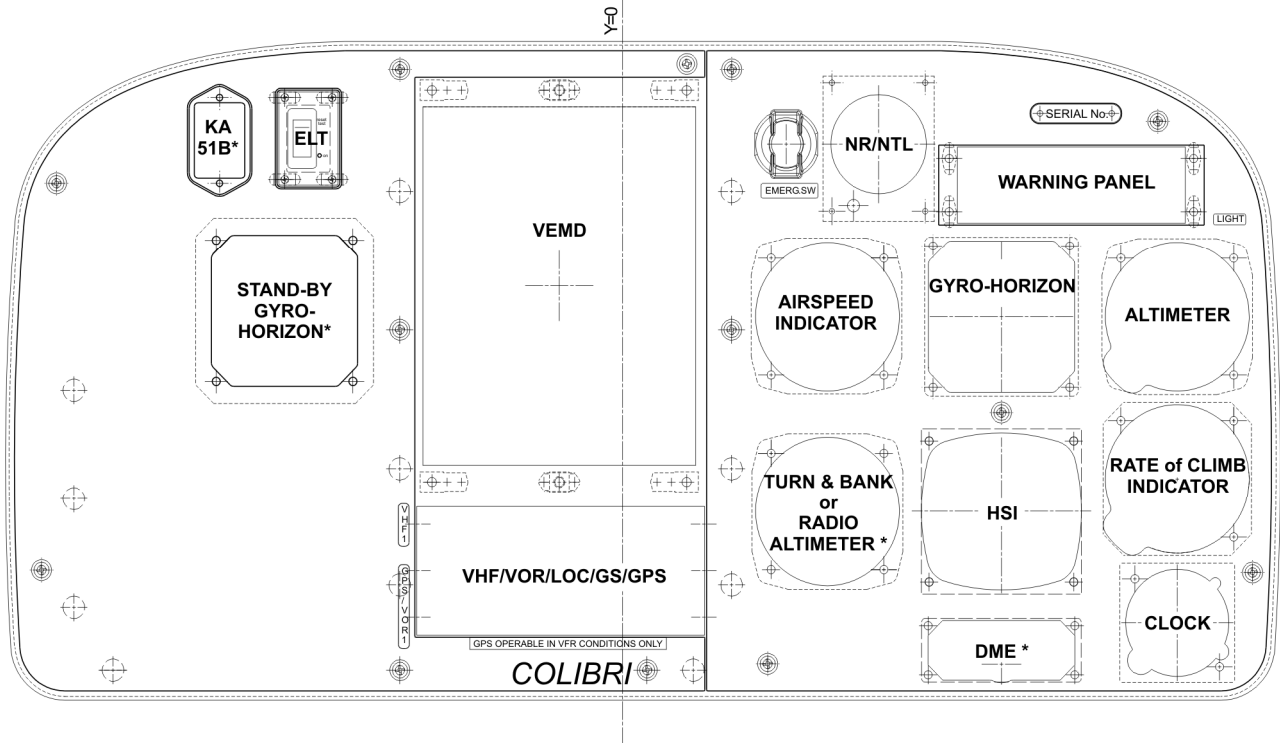 Y=0
KA
51B*
ELT
NR/NTL
SERIAL No.
EMERG.SW
WARNING PANEL
LIGHT
VEMD
STAND-BY
GYRO-
HORIZON*
AIRSPEED
INDICATOR
GYRO-HORIZON
ALTIMETER
TURN & BANK
or
RADIO
ALTIMETER *
HSI
RATE of CLIMB
INDICATOR
VHF1
GPS/VOR1
VHF/VOR/LOC/GS/GPS
GPS OPERABLE IN VFR CONDITIONS ONLY
COLIBRI
DME *
CLOCK